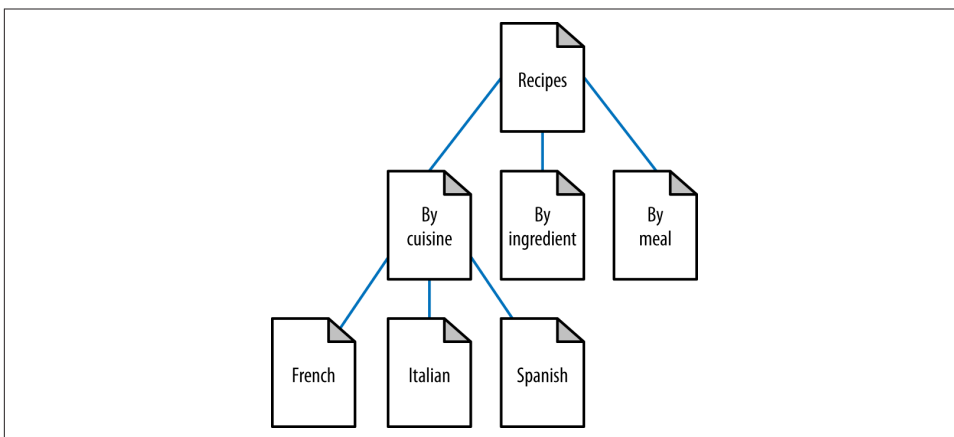 Recipes
By
cuisine
By
ingredient
By
meal
French
Italian
Spanish